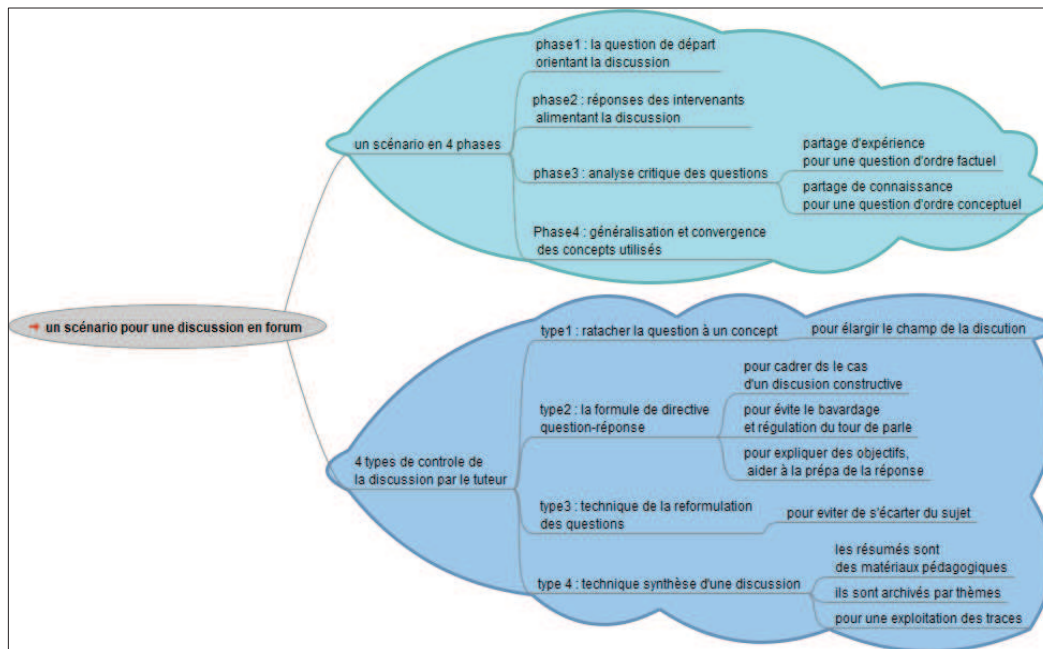 phase1 : la question de départ
orientant la discussion
phase2 : réponses des intervenants
alimentant la discussion
un scénario en 4 phases
phase3 : analyse critique des questions
partage d'expérience
pour une question d'ordre factuel
partage de connaissance
pour une question d'ordre conceptuel
Phase4 : généralisation et convergence
des concepts utilisés
un scénario pour une discussion en forum
type1 : ratacher la question à un concept
pour élargir le champ de la discution
type2 : la formule de directive
question-réponse
pour cadrer ds le cas
d'un discusion constructive
pour évite le bavardage
et régulation du tour de parle
pour expliquer des objectifs,
aider à la prépa de la réponse
4 types de controle de
la discussion par le tuteur
type3 : technique de la reformulation
des questions
pour eviter de s'écarter du sujet
type 4 : technique synthèse d'une discussion
les résumés sont
des matériaux pédagogiques
ils sont archivés par thèmes
pour une exploitation des traces